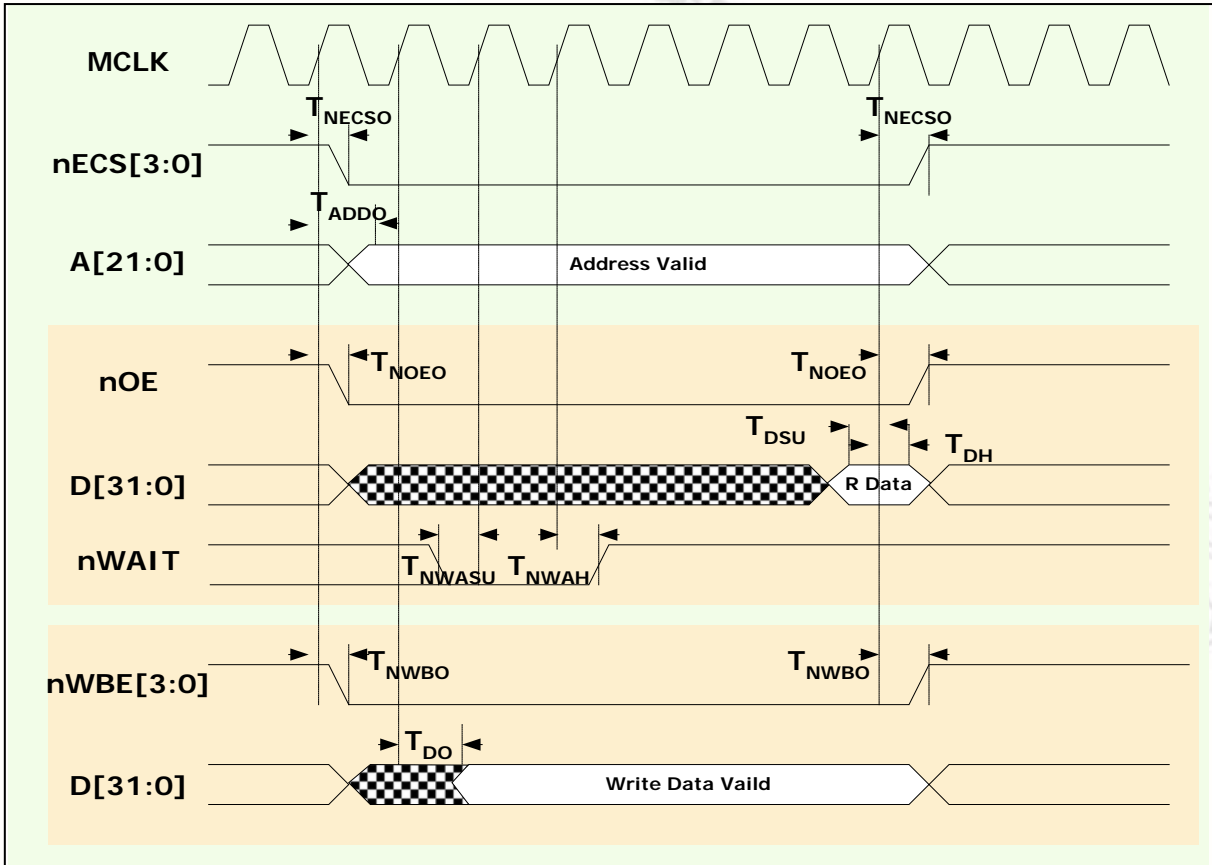 MCLK
TNECSO TNECSO
nECS[3:0]
TADDO
A[21:0] Address Valid
nOE TNOEO TNOEO
TDSU TDH
D[31:0] R Data
nWAIT TNWASU TNWAH
nWBE[3:0] TNWBO TNWBO
TDO
D[31:0] Write Data Vaild